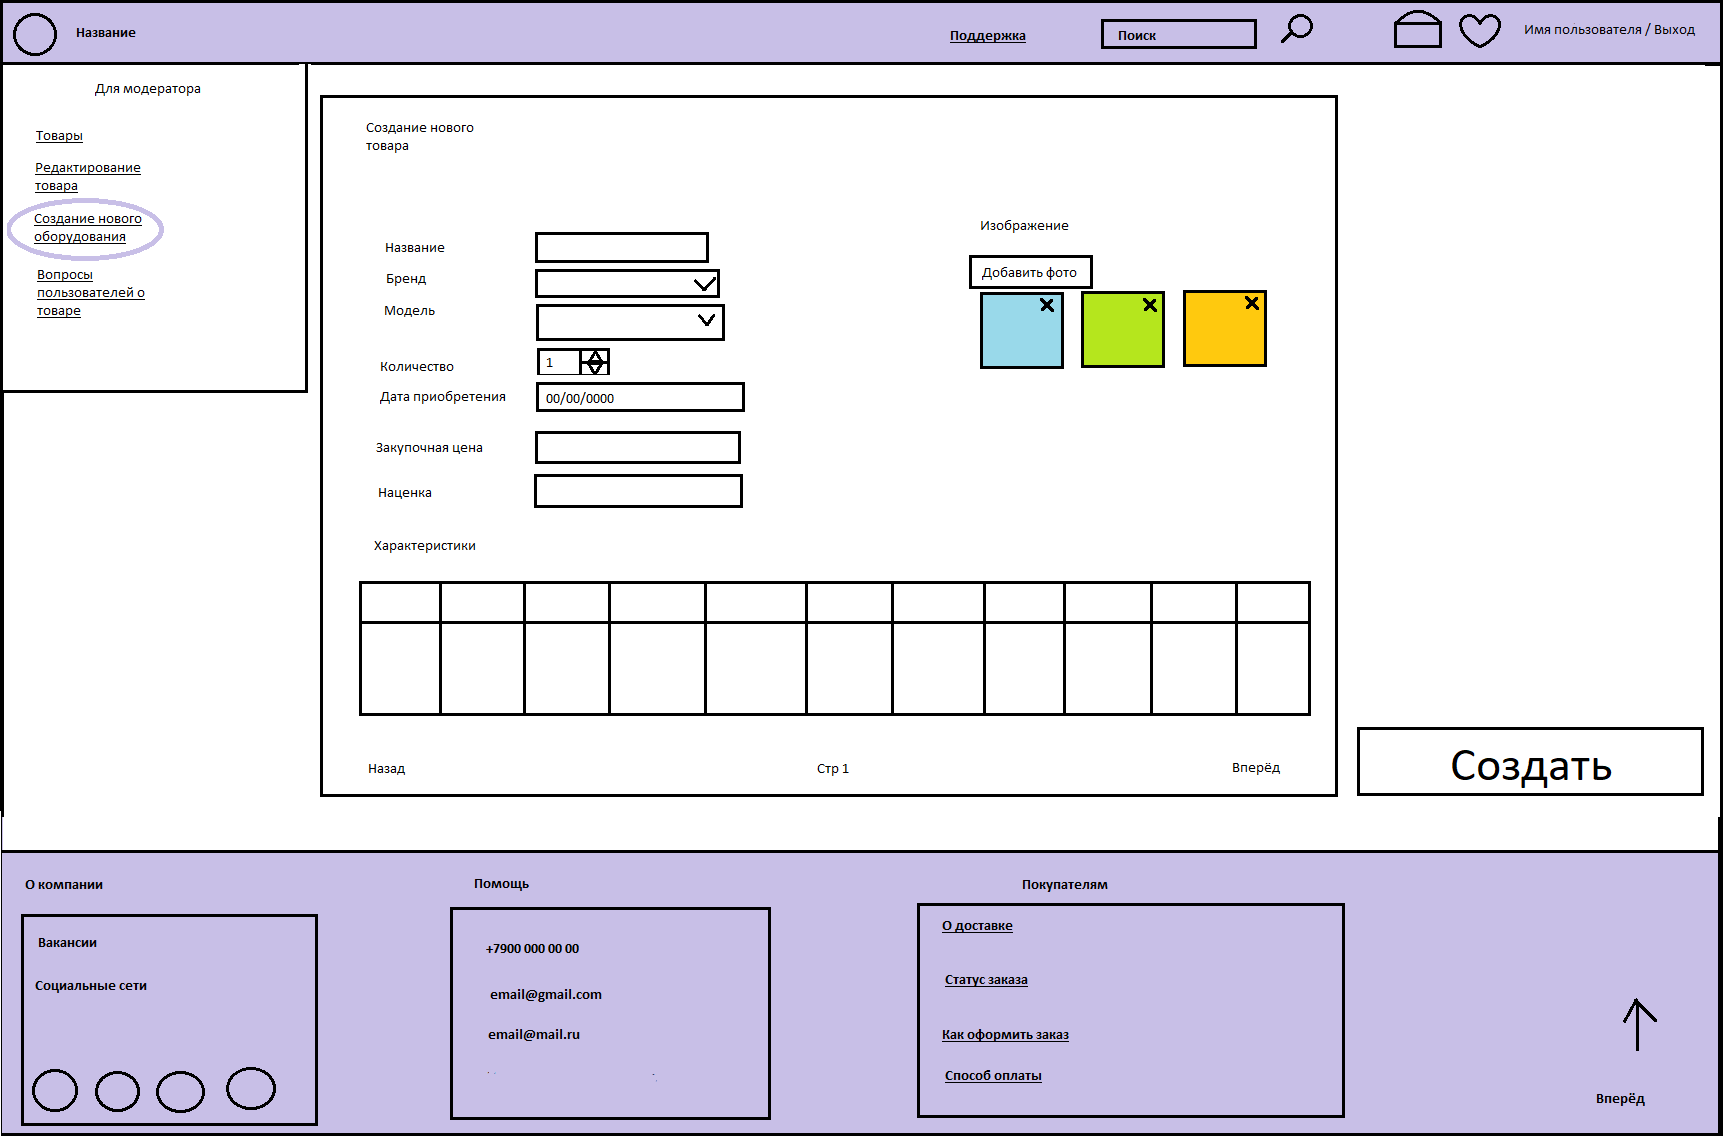 Название
Поддержка
Поиск
Имя пользователя / Выход
Для модератора
Товары
Редактирование
товара
Создание нового
оборудования
Вопросы
пользователей о
товаре
Создание нового
товара
Название
Бренд
Модель
Количество
1
Дата приобретения
00/00/0000
Закупочная цена
Наценка
Изображение
Добавить фото
Характеристики
Назад
Стр 1
Вперёд
Создать
О компании
Вакансии
Социальные сети
Помощь
+7900 000 00 00
email@gmail.com
email@mail.ru
Покупателям
О доставке
Статус заказа
Как оформить заказ
Способ оплаты
Вперёд